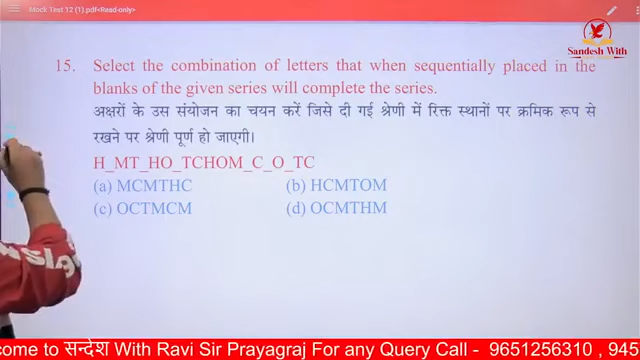 Mock Test 12 (1).pdf<Read-only>
Sandesh With
15. Select the combination of letters that when sequentially placed in the
blanks of the given series will complete the series.
अक्षरों के उस संयोजन का चयन करें जिसे दी गई श्रेणी में रिक्त स्थानों पर क्रमिक रूप से
रखने पर श्रेणी पूर्ण हो जाएगी।
H_MT_HO_TCHOM_C_O_TC
(a) MCMTHC (b) HCMTOM
(c) OCTMCM (d) OCMTHM
come to सन्देश With Ravi Sir Prayagraj For any Query Call - 9651256310 , 945